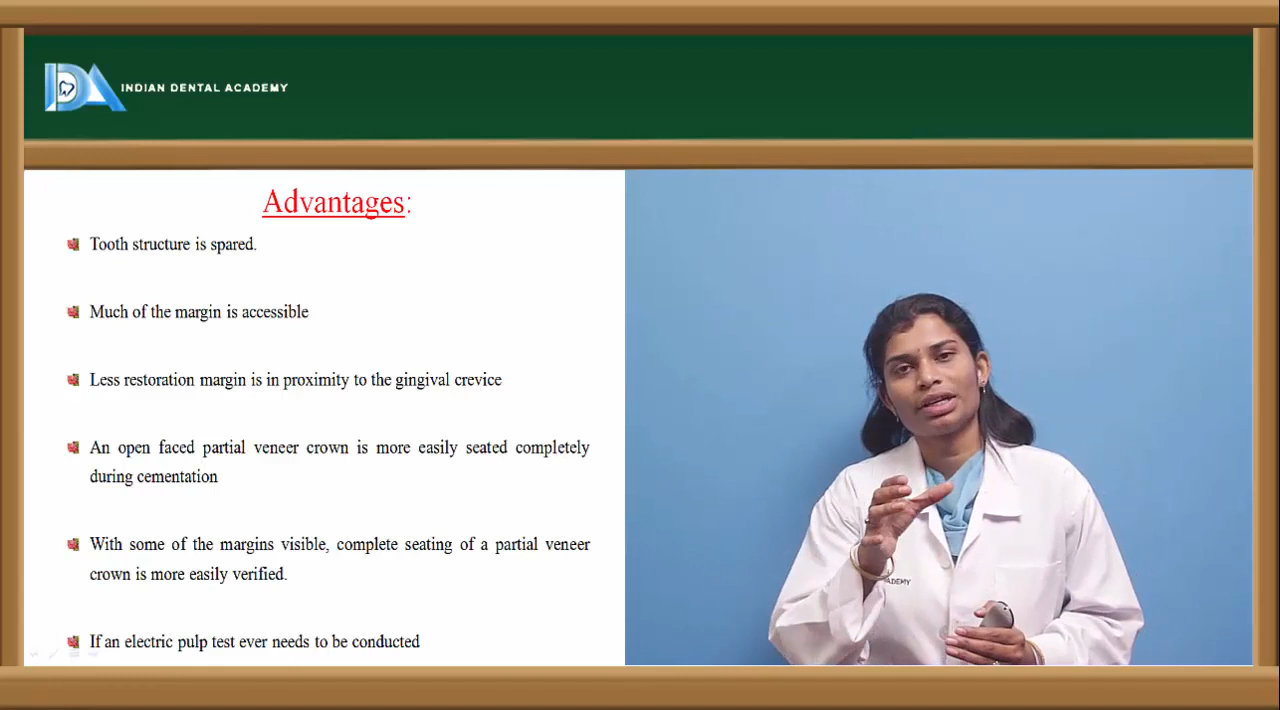 INDIAN DENTAL ACADEMY
Advantages:
Tooth structure is spared.
Much of the margin is accessible
Less restoration margin is in proximity to the gingival crevice
An open faced partial veneer crown is more easily seated completely
during cementation
With some of the margins visible, complete seating of a partial veneer
crown is more easily verified.
If an electric pulp test ever needs to be conducted
ADEMY